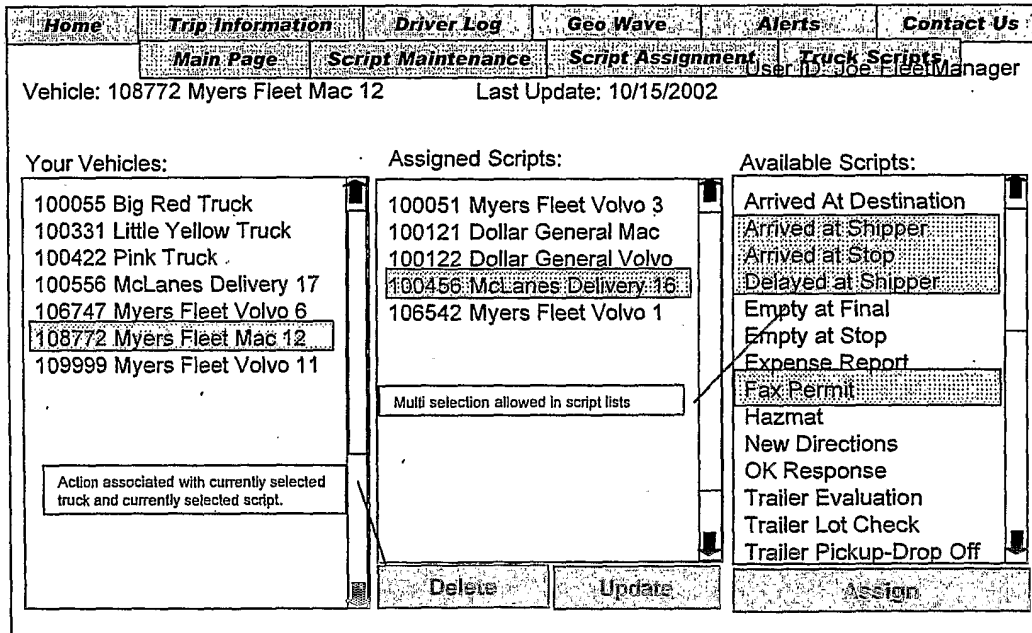 Home Trip Information Driver Log Geo Wave Alerts Contact Us
Main Page Script Maintenance Script Assignment Truck Scripts
User ID: Joe FleetManager
Vehicle: 108772 Myers Fleet Mac 12 Last Update: 10/15/2002
Your Vehicles:
100055 Big Red Truck
100331 Little Yellow Truck
100422 Pink Truck
100556 McLanes Delivery 17
106747 Myers Fleet Volvo 6
108772 Myers Fleet Mac 12
109999 Myers Fleet Volvo 11
Action associated with currently selected
truck and currently selected script.
Assigned Scripts:
100051 Myers Fleet Volvo 3
100121 Dollar General Mac
100122 Dollar General Volvo
100456 McLanes Delivery 16
106542 Myers Fleet Volvo 1
Multi selection allowed in script lists
Delete Update
Available Scripts:
Arrived At Destination
Arrived at Shipper
Arrived at Stop
Delayed at Shipper
Empty at Final
Empty at Stop
Expense Report
Fax Permit
Hazmat
New Directions
OK Response
Trailer Evaluation
Trailer Lot Check
Trailer Pickup-Drop Off
Assign